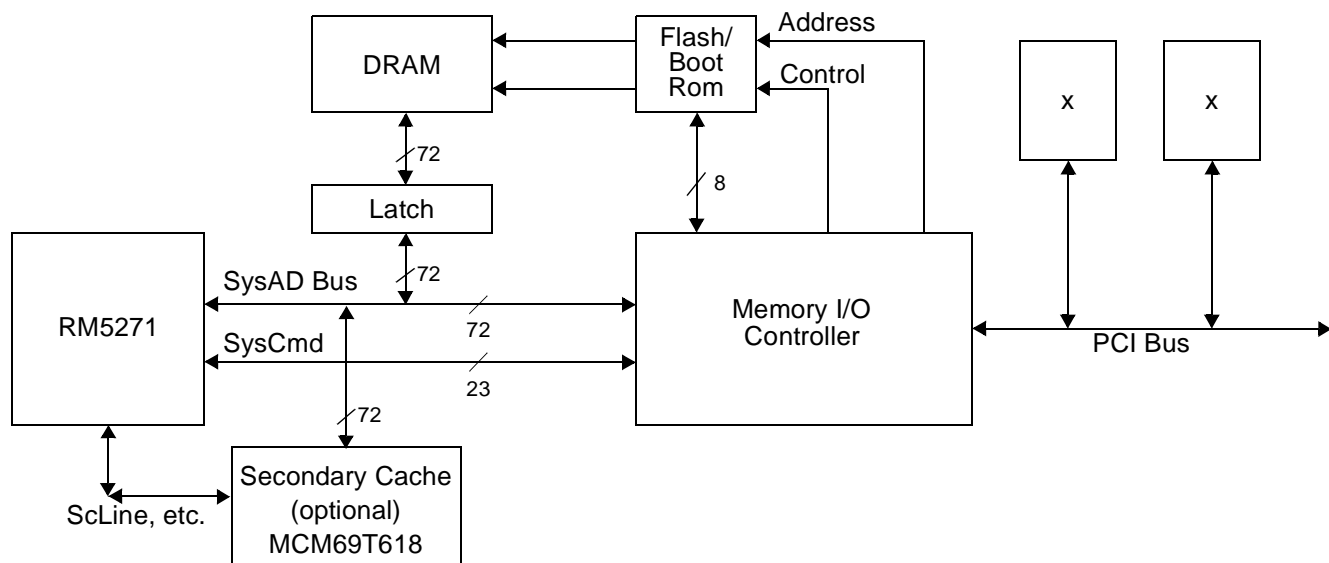 DRAM
Flash/
Boot
Rom
Address
Control
x
x
72
8
Latch
72
SysAD Bus
RM5271
72
Memory I/O
Controller
SysCmd
23
PCI Bus
72
Secondary Cache
(optional)
MCM69T618
ScLine, etc.